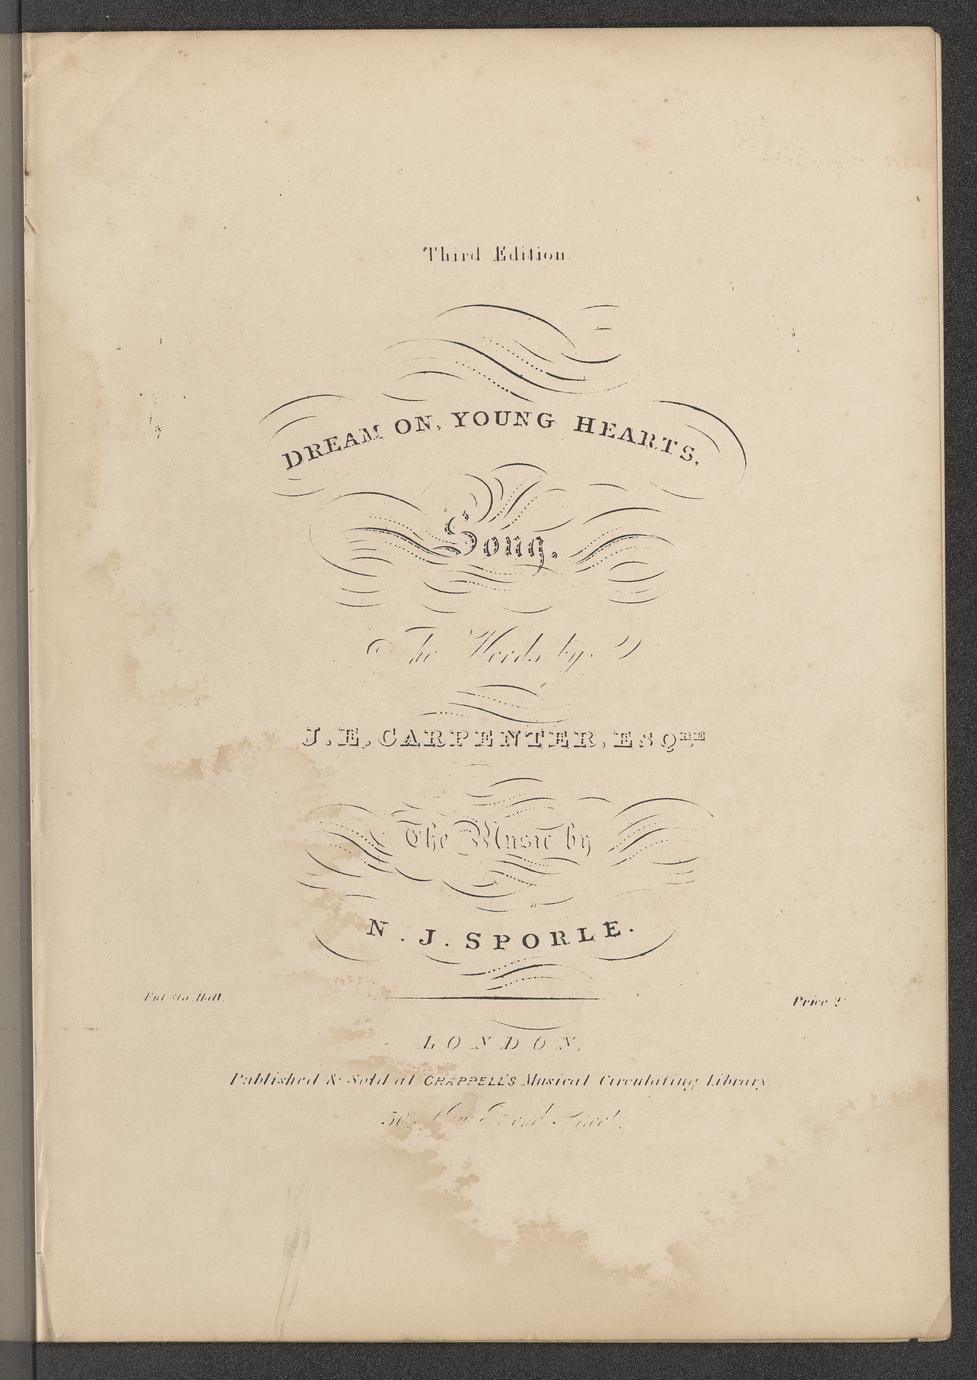 Third Edition.
DREAM ON, YOUNG HEARTS,
Song.
The Words by
J. E. CARPENTER, ESQRE
The Music by
N. J. SPORLE.
Ent. Sta. Hall.
Price 2
LONDON,
Published & Sold at CHAPPELL'S Musical Circulating Library,
50, New Bond Street.